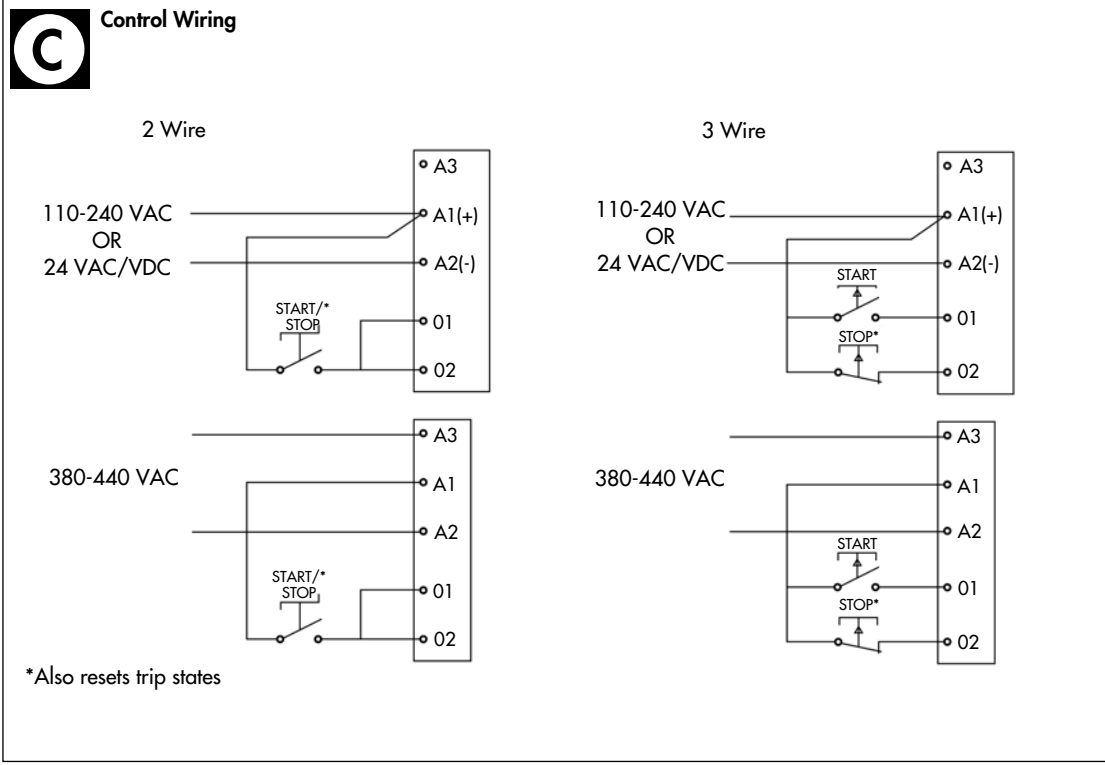 C
Control Wiring
2 Wire
A3
110-240 VAC
OR
24 VAC/VDC
A1(+)
A2(-)
START/*
STOP
01
02
380-440 VAC
A3
A1
A2
START/*
STOP
01
02
*Also resets trip states
3 Wire
A3
110-240 VAC
OR
24 VAC/VDC
A1(+)
A2(-)
START
01
STOP*
02
380-440 VAC
A3
A1
A2
START
01
STOP*
02